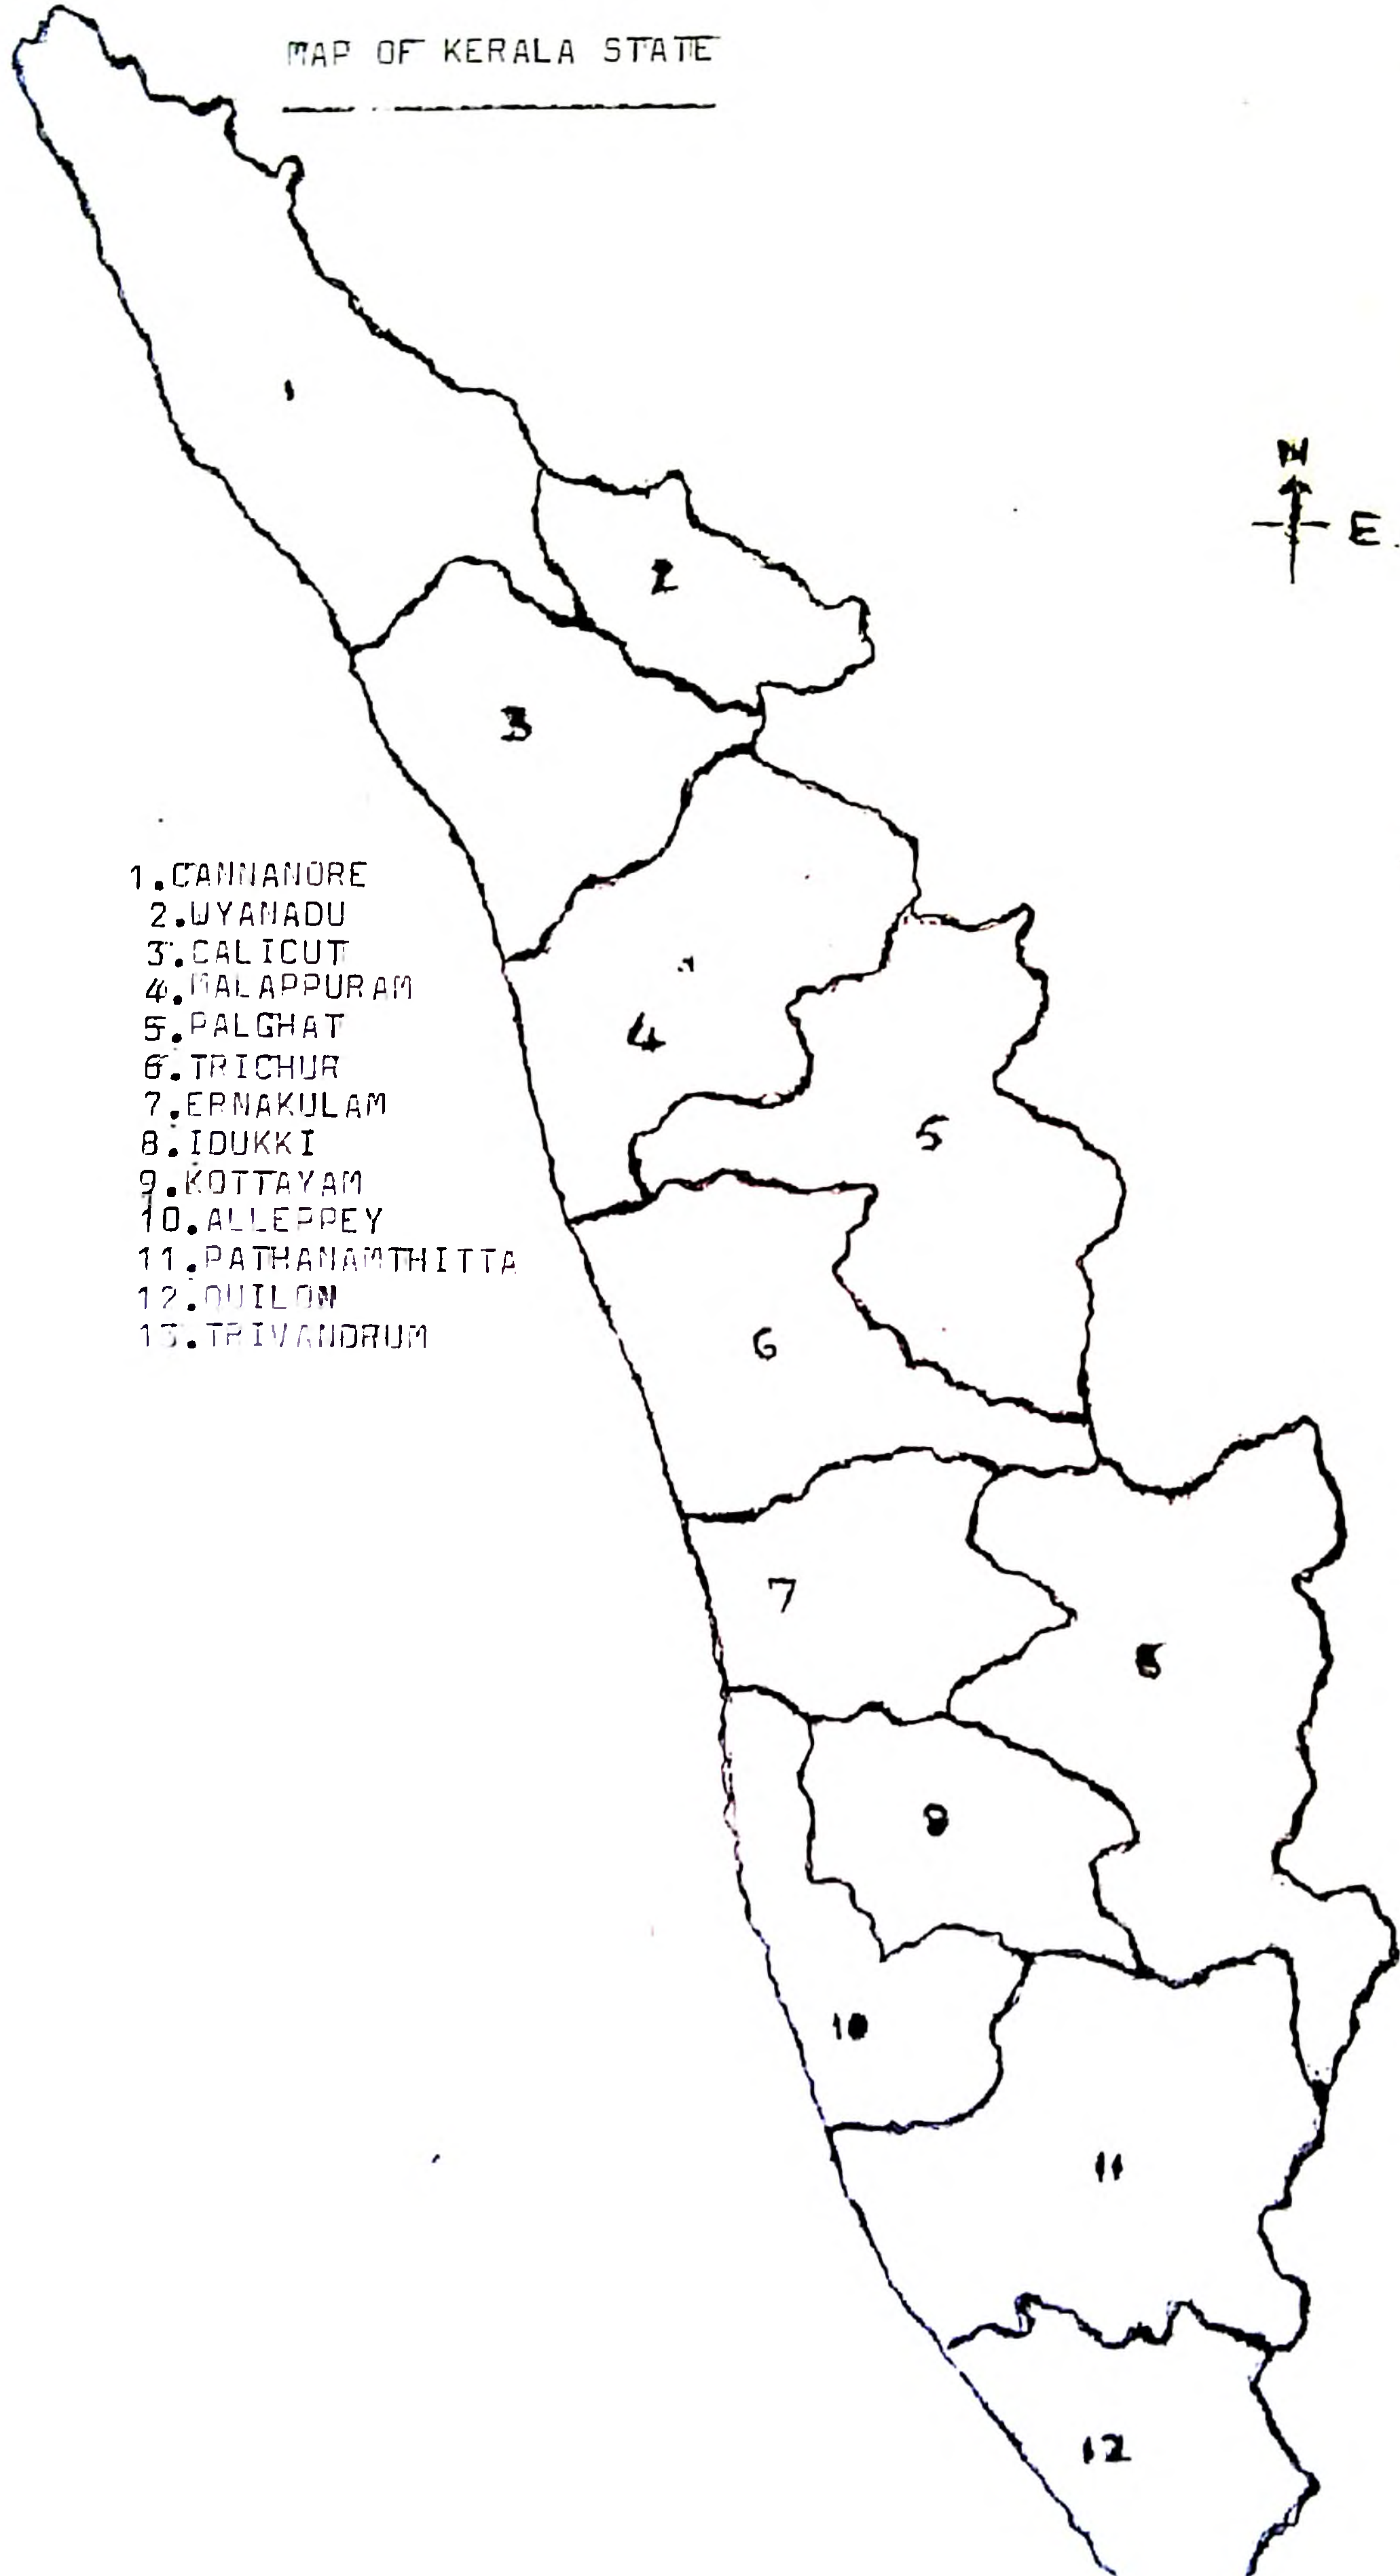 MAP OF KERALA STATE
N
E.
1
2
3
1.CANNANORE
2.WYANADU
3.CALICUT
4.MALAPPURAM
5.PALGHAT
6.TRICHUR
7.ERNAKULAM
8.IDUKKI
9.KOTTAYAM
10.ALLEPPEY
11.PATHANAMTHITTA
12.QUILON
13.TRIVANDRUM
4
5
6
7
8
9
10
11
12